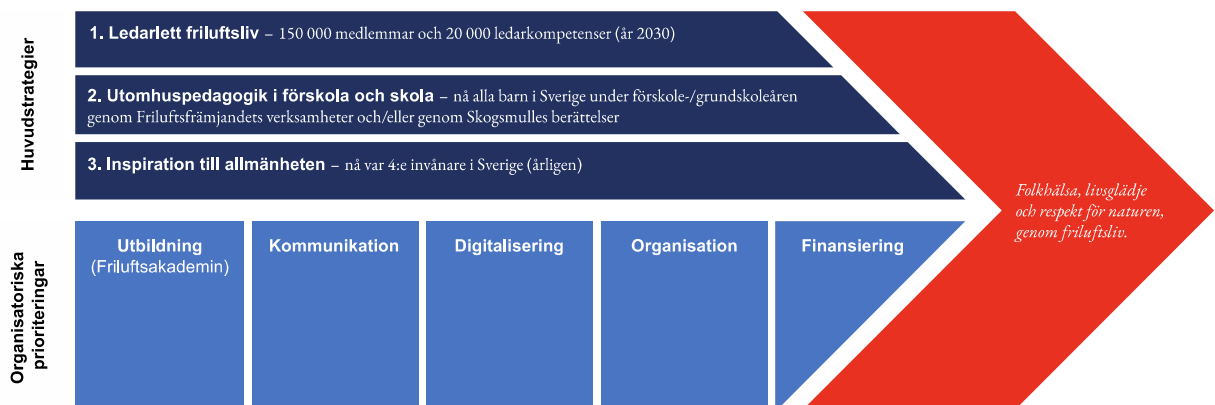 Huvudstrategier
1. Ledarlett friluftsliv – 150 000 medlemmar och 20 000 ledarkompetenser (år 2030)
2. Utomhuspedagogik i förskola och skola – nå alla barn i Sverige under förskole-/grundskoleåren
genom Friluftsfrämjandets verksamheter och/eller genom Skogsmulles berättelser
3. Inspiration till allmänheten – nå var 4:e invånare i Sverige (årligen)
Folkhälsa, livsglädje
och respekt för naturen,
genom friluftsliv.
Organisatoriska
prioriteringar
Utbildning
(Friluftsakademin)
Kommunikation
Digitalisering
Organisation
Finansiering